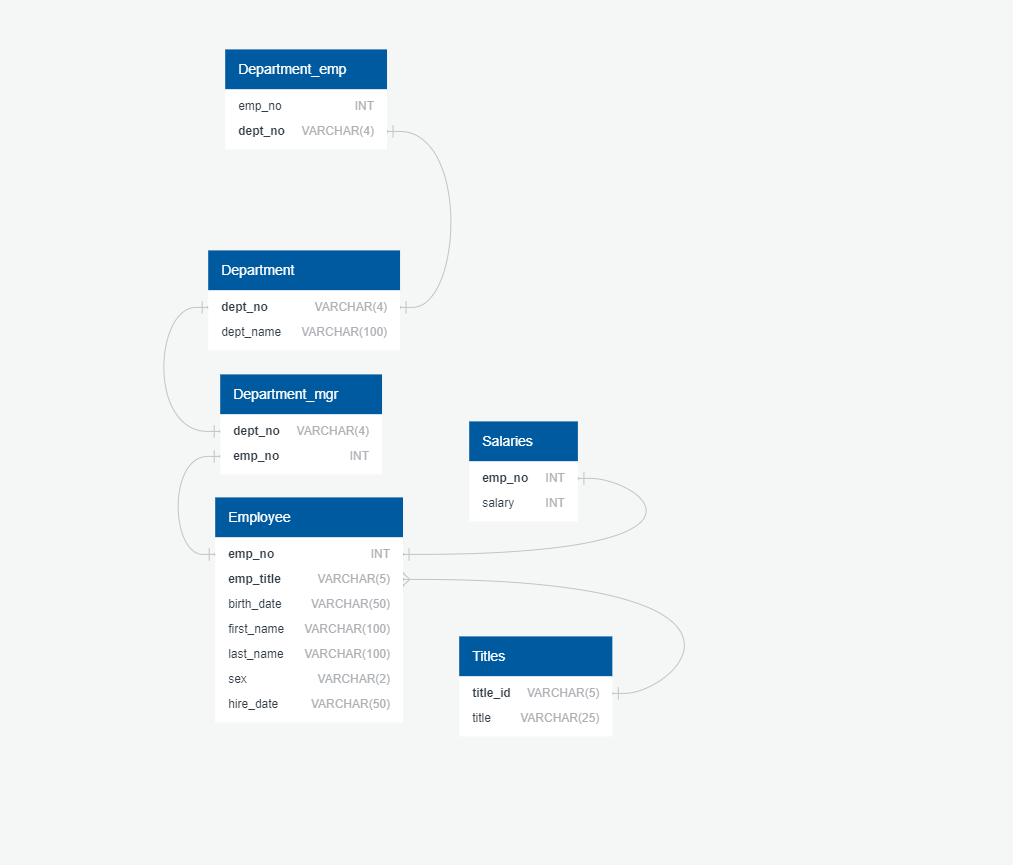 Department_emp
emp_no INT
dept_no VARCHAR(4)
Department
dept_no VARCHAR(4)
dept_name VARCHAR(100)
Department_mgr
dept_no VARCHAR(4)
emp_no INT
Salaries
emp_no INT
salary INT
Employee
emp_no INT
emp_title VARCHAR(5)
birth_date VARCHAR(50)
first_name VARCHAR(100)
last_name VARCHAR(100)
sex VARCHAR(2)
hire_date VARCHAR(50)
Titles
title_id VARCHAR(5)
title VARCHAR(25)